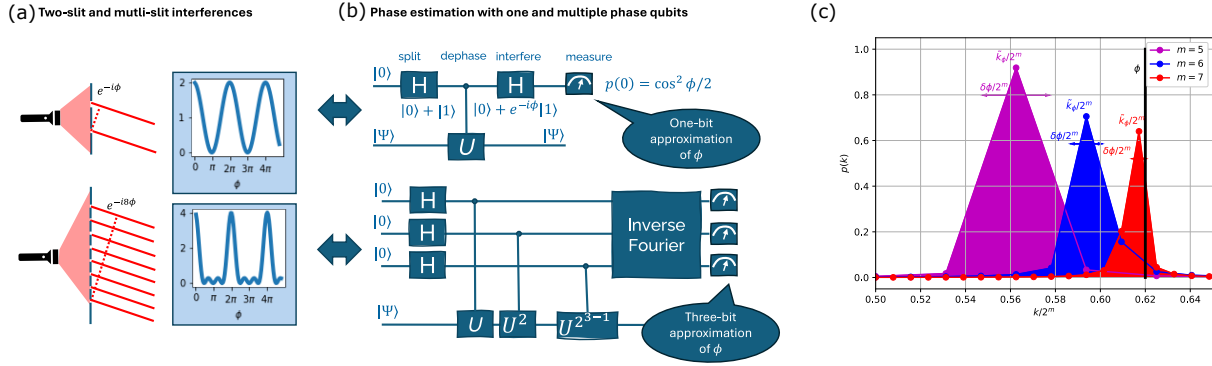 (a) Two-slit and mutli-slit interferences
e^{-iϕ}
2
1
0
0 π 2π 3π 4π
ϕ
e^{-i8ϕ}
4
2
0
0 π 2π 3π 4π
ϕ
(b) Phase estimation with one and multiple phase qubits
split dephase interfere measure
|0⟩ H H p(0) = cos² ϕ/2
|0⟩ + |1⟩ |0⟩ + e^{-iϕ}|1⟩
|Ψ⟩ U |Ψ⟩
One-bit
approximation
of ϕ
|0⟩ H
|0⟩ H
|0⟩ H
Inverse
Fourier
|Ψ⟩ U U² U^{2^{3-1}}
Three-bit
approximation
of ϕ
(c)
m = 5
m = 6
m = 7
1.0
0.8
0.6
0.4
0.2
0.0
p(k)
k̃_ϕ/2^m
δϕ/2^m
k̃_ϕ/2^m
δϕ/2^m
k̃_ϕ/2^m
δϕ/2^m
ϕ
0.50 0.52 0.54 0.56 0.58 0.60 0.62 0.64
k/2^m